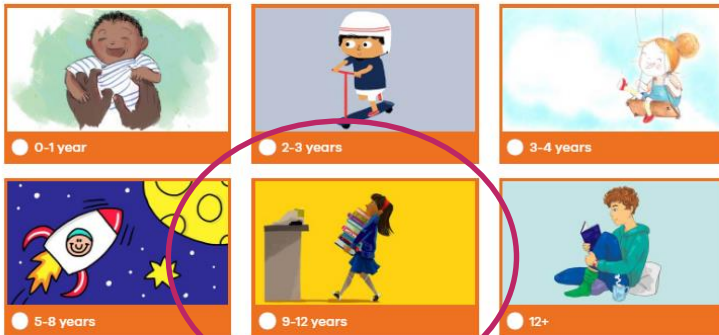 0-1 year
2-3 years
3-4 years
5-8 years
9-12 years
12+